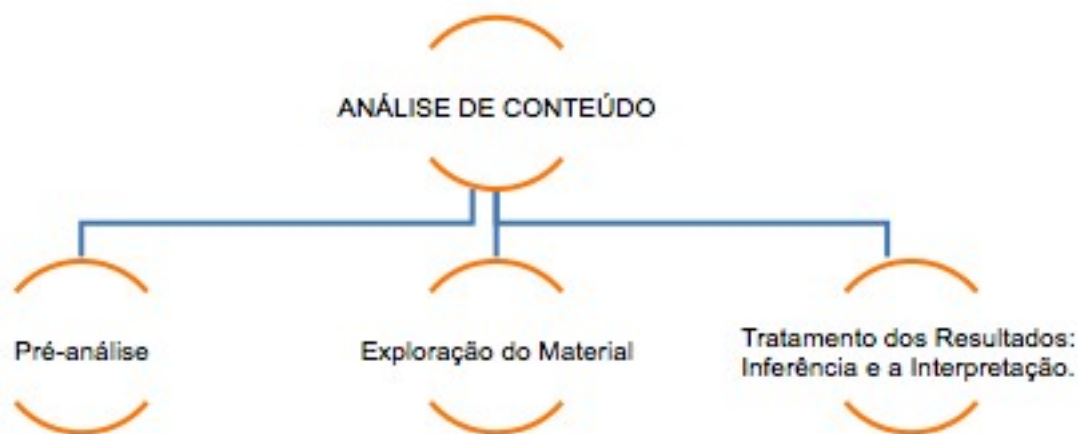 ANÁLISE DE CONTEÚDO
Pré-análise
Exploração do Material
Tratamento dos Resultados:
Inferência e a Interpretação.